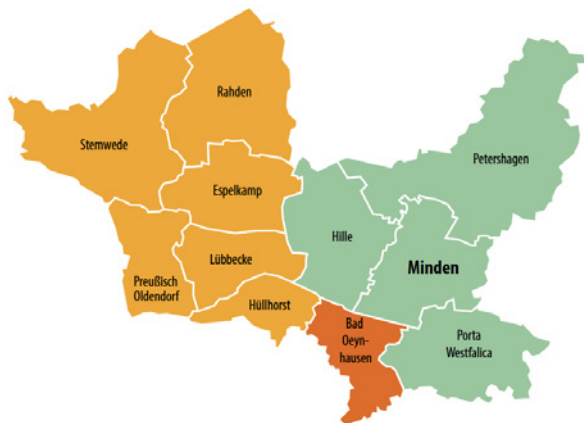 Rahden
Stemwede
Petershagen
Espelkamp
Hille
Lübbecke
Minden
Preußisch
Oldendorf
Hüllhorst
Bad
Oeyn-
hausen
Porta
Westfalica